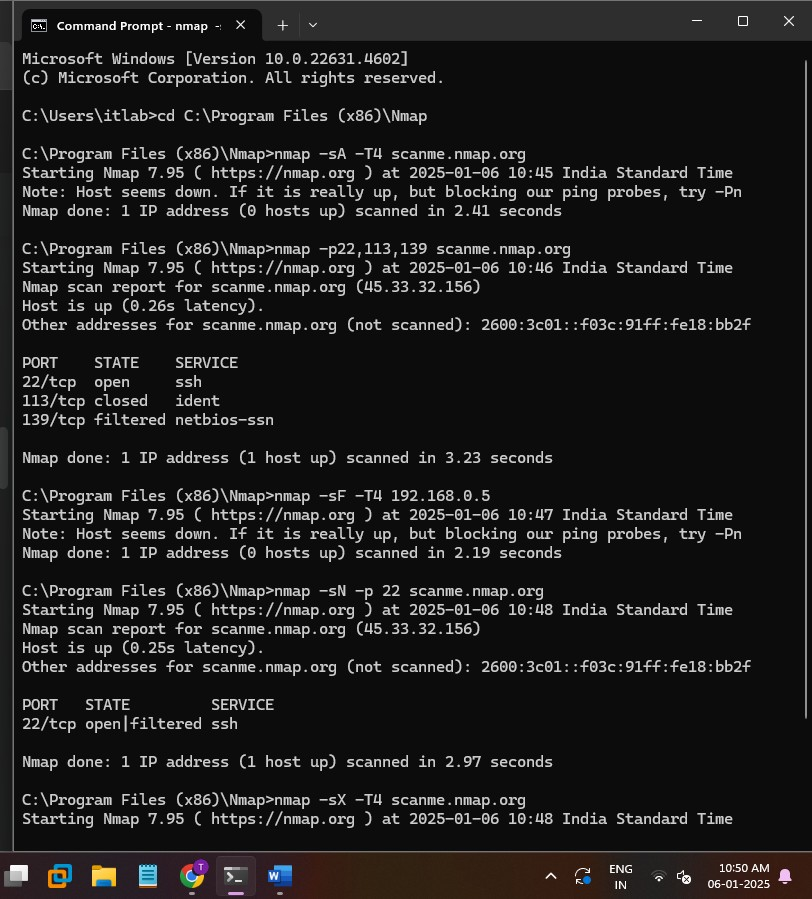 Command Prompt - nmap -:
Microsoft Windows [Version 10.0.22631.4602]
(c) Microsoft Corporation. All rights reserved.
C:\Users\itlab>cd C:\Program Files (x86)\Nmap
C:\Program Files (x86)\Nmap>nmap -sA -T4 scanme.nmap.org
Starting Nmap 7.95 ( https://nmap.org ) at 2025-01-06 10:45 India Standard Time
Note: Host seems down. If it is really up, but blocking our ping probes, try -Pn
Nmap done: 1 IP address (0 hosts up) scanned in 2.41 seconds
C:\Program Files (x86)\Nmap>nmap -p22,113,139 scanme.nmap.org
Starting Nmap 7.95 ( https://nmap.org ) at 2025-01-06 10:46 India Standard Time
Nmap scan report for scanme.nmap.org (45.33.32.156)
Host is up (0.26s latency).
Other addresses for scanme.nmap.org (not scanned): 2600:3c01::f03c:91ff:fe18:bb2f
PORT    STATE    SERVICE
22/tcp  open     ssh
113/tcp closed   ident
139/tcp filtered netbios-ssn
Nmap done: 1 IP address (1 host up) scanned in 3.23 seconds
C:\Program Files (x86)\Nmap>nmap -sF -T4 192.168.0.5
Starting Nmap 7.95 ( https://nmap.org ) at 2025-01-06 10:47 India Standard Time
Note: Host seems down. If it is really up, but blocking our ping probes, try -Pn
Nmap done: 1 IP address (0 hosts up) scanned in 2.19 seconds
C:\Program Files (x86)\Nmap>nmap -sN -p 22 scanme.nmap.org
Starting Nmap 7.95 ( https://nmap.org ) at 2025-01-06 10:48 India Standard Time
Nmap scan report for scanme.nmap.org (45.33.32.156)
Host is up (0.25s latency).
Other addresses for scanme.nmap.org (not scanned): 2600:3c01::f03c:91ff:fe18:bb2f
PORT   STATE         SERVICE
22/tcp open|filtered ssh
Nmap done: 1 IP address (1 host up) scanned in 2.97 seconds
C:\Program Files (x86)\Nmap>nmap -sX -T4 scanme.nmap.org
Starting Nmap 7.95 ( https://nmap.org ) at 2025-01-06 10:48 India Standard Time
T
W
ENG
IN
10:50 AM
06-01-2025